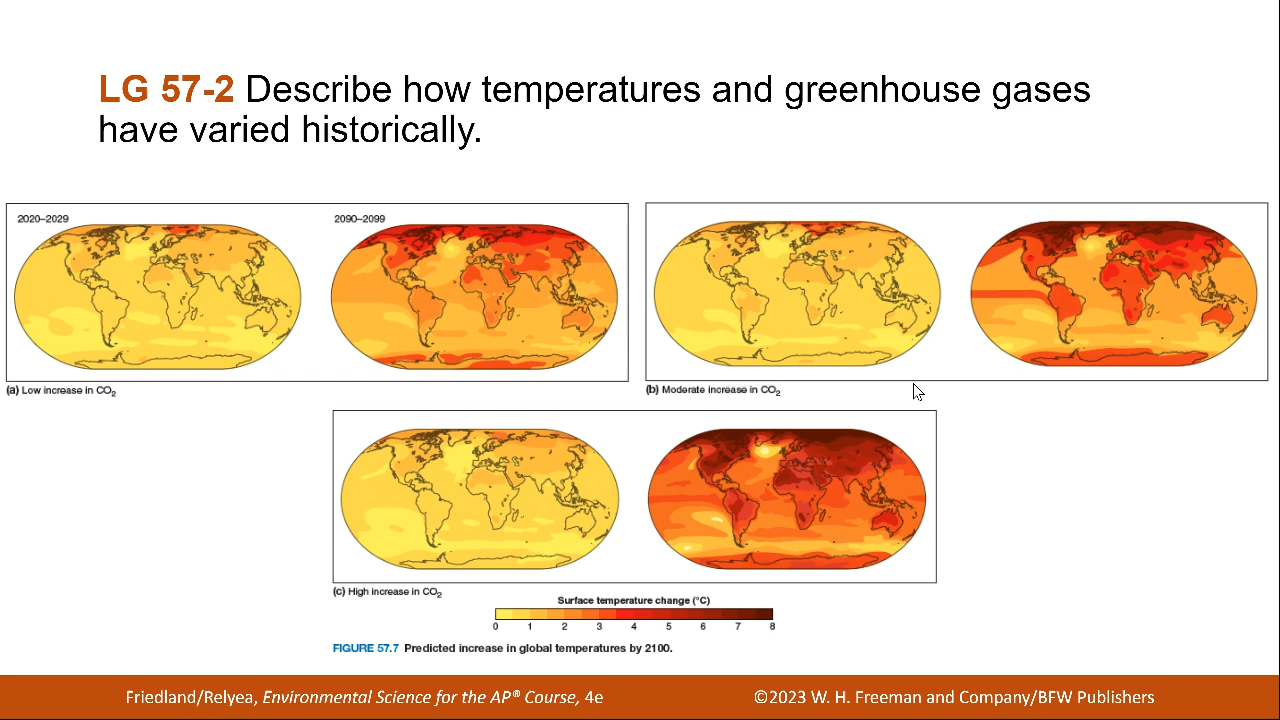 LG 57-2 Describe how temperatures and greenhouse gases
have varied historically.
2020–2029
2090–2099
(a) Low increase in CO₂
(b) Moderate increase in CO₂
(c) High increase in CO₂
Surface temperature change (°C)
0 1 2 3 4 5 6 7 8
FIGURE 57.7 Predicted increase in global temperatures by 2100.
Friedland/Relyea, Environmental Science for the AP® Course, 4e
©2023 W. H. Freeman and Company/BFW Publishers